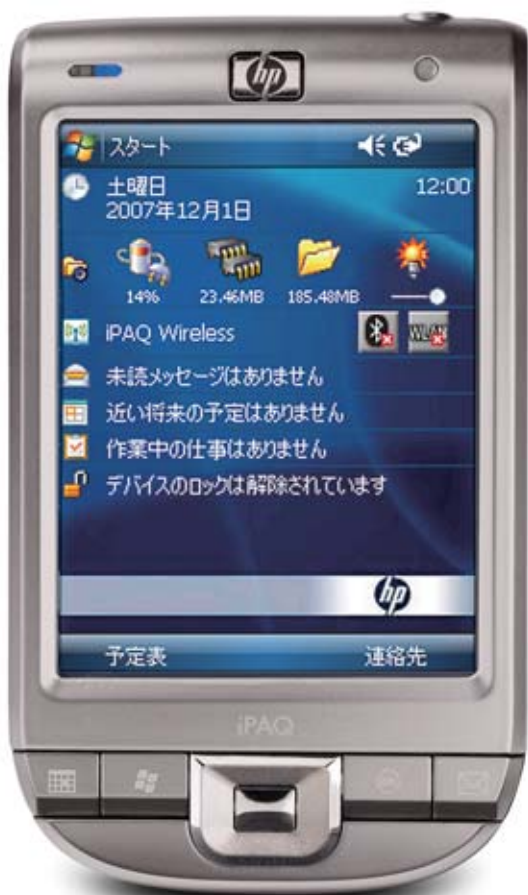 hp
スタート
土曜日 12:00
2007年12月1日
14% 23.46MB 185.48MB
iPAQ Wireless WLAN
未読メッセージはありません
近い将来の予定はありません
作業中の仕事はありません
デバイスのロックは解除されています
hp
予定表 連絡先
iPAQ